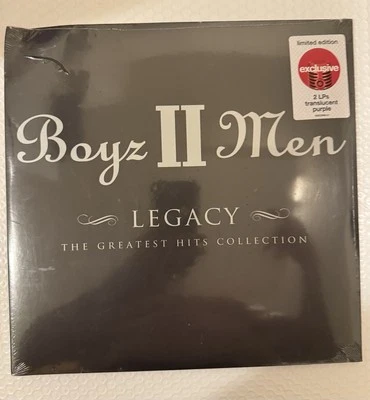 limited edition
exclusive
2 LPs
translucent
purple
Boyz II Men
LEGACY
THE GREATEST HITS COLLECTION